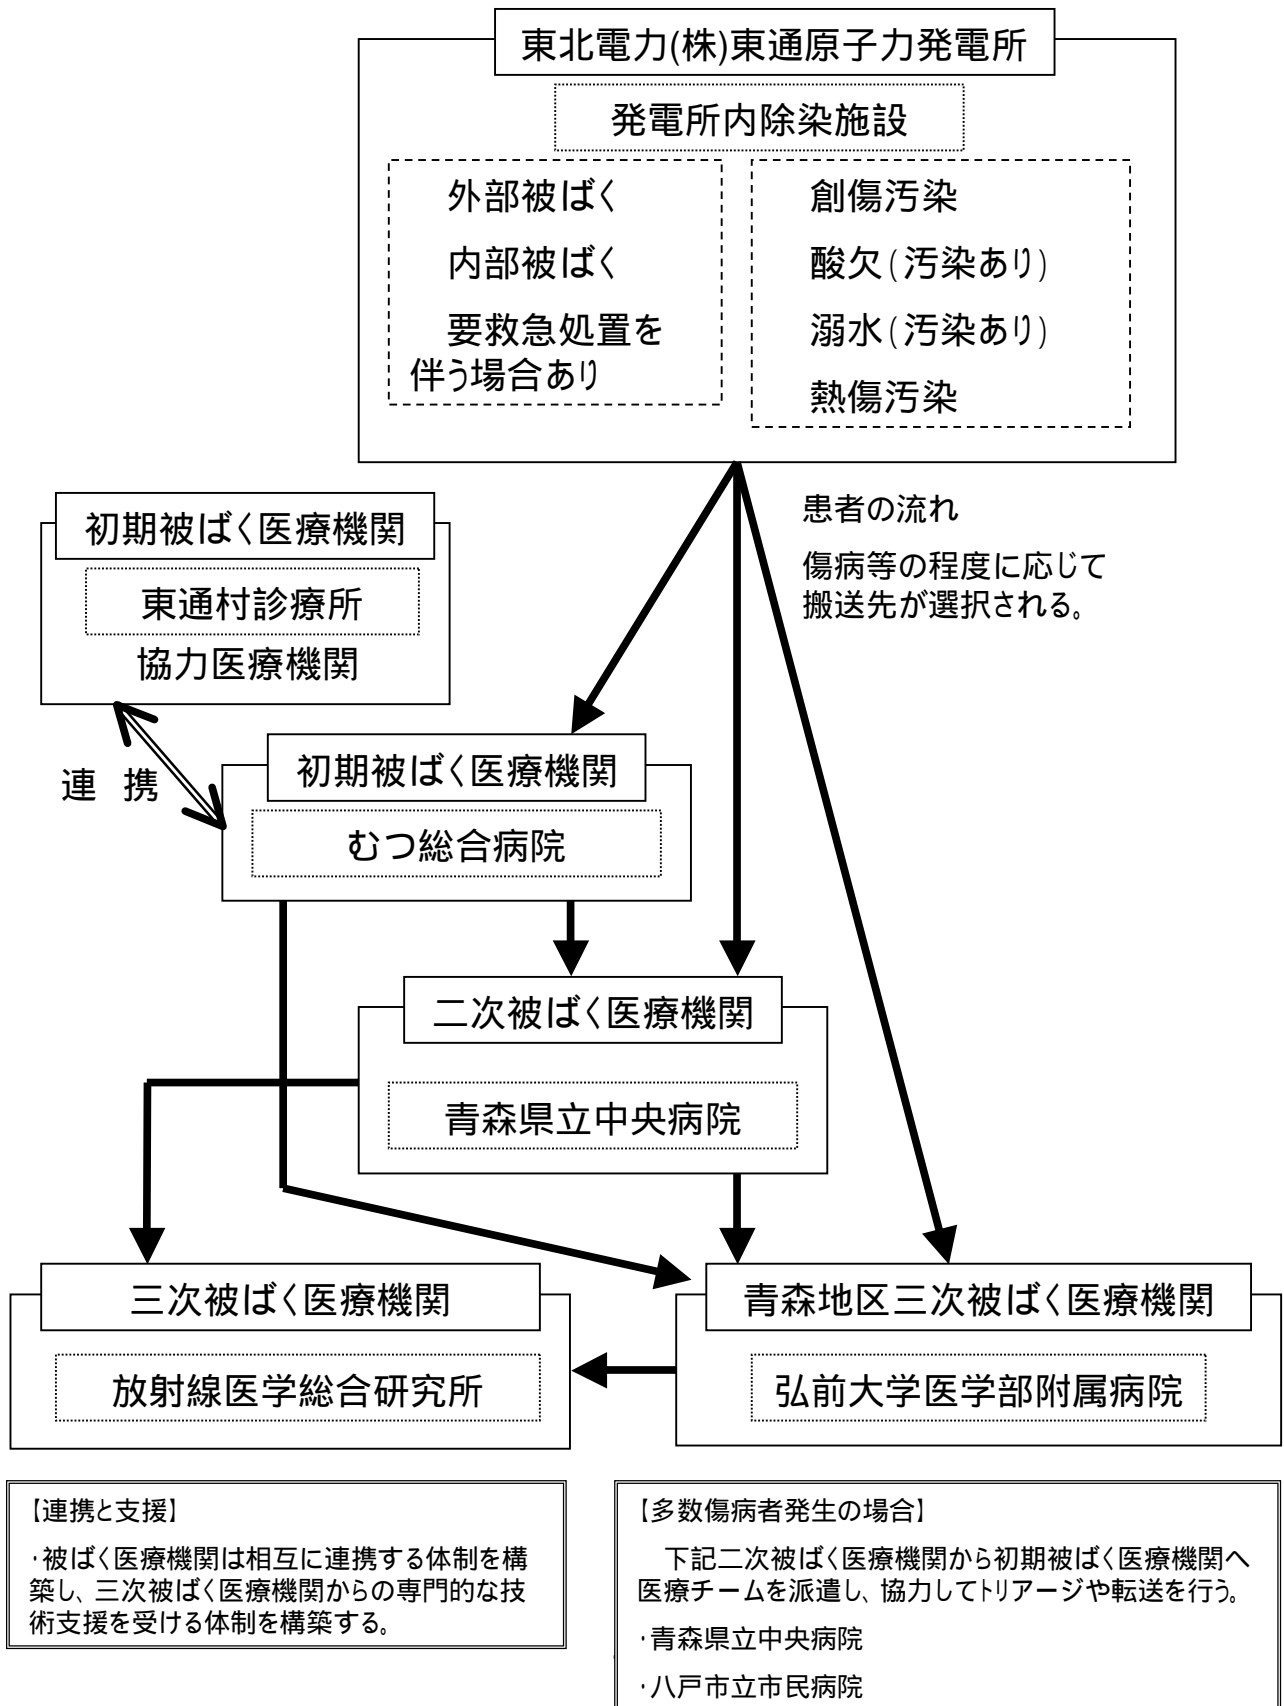 東北電力(株)東通原子力発電所
発電所内除染施設
外部被ばく
内部被ばく
要救急処置を
伴う場合あり
創傷汚染
酸欠(汚染あり)
溺水(汚染あり)
熱傷汚染
患者の流れ
傷病等の程度に応じて
搬送先が選択される。
初期被ばく医療機関
東通村診療所
協力医療機関
連 携
初期被ばく医療機関
むつ総合病院
二次被ばく医療機関
青森県立中央病院
三次被ばく医療機関
放射線医学総合研究所
青森地区三次被ばく医療機関
弘前大学医学部附属病院
【連携と支援】
・被ばく医療機関は相互に連携する体制を構
築し、三次被ばく医療機関からの専門的な技
術支援を受ける体制を構築する。
【多数傷病者発生の場合】
下記二次被ばく医療機関から初期被ばく医療機関へ
医療チームを派遣し、協力してトリアージや転送を行う。
・青森県立中央病院
・八戸市立市民病院